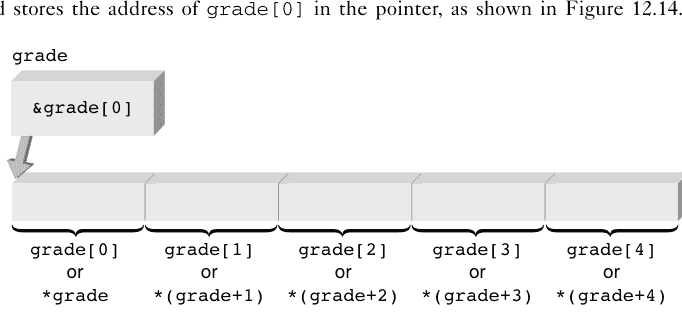 d stores the address of grade[0] in the pointer, as shown in Figure 12.14.
grade
&grade[0]
grade[0] grade[1] grade[2] grade[3] grade[4]
or or or or or
*grade *(grade+1) *(grade+2) *(grade+3) *(grade+4)